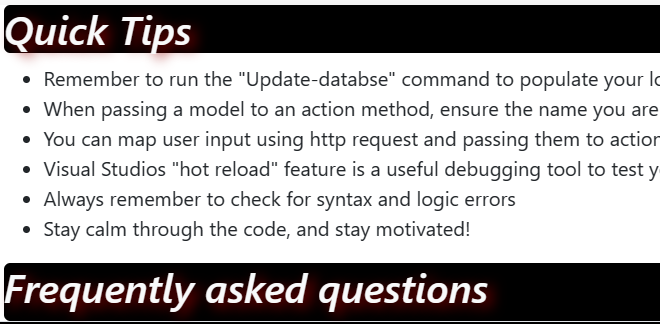 Quick Tips
Remember to run the "Update-databse" command to populate your
When passing a model to an action method, ensure the name you are
You can map user input using http request and passing them to action
Visual Studios "hot reload" feature is a useful debugging tool to test
Always remember to check for syntax and logic errors
Stay calm through the code, and stay motivated!
Frequently asked questions